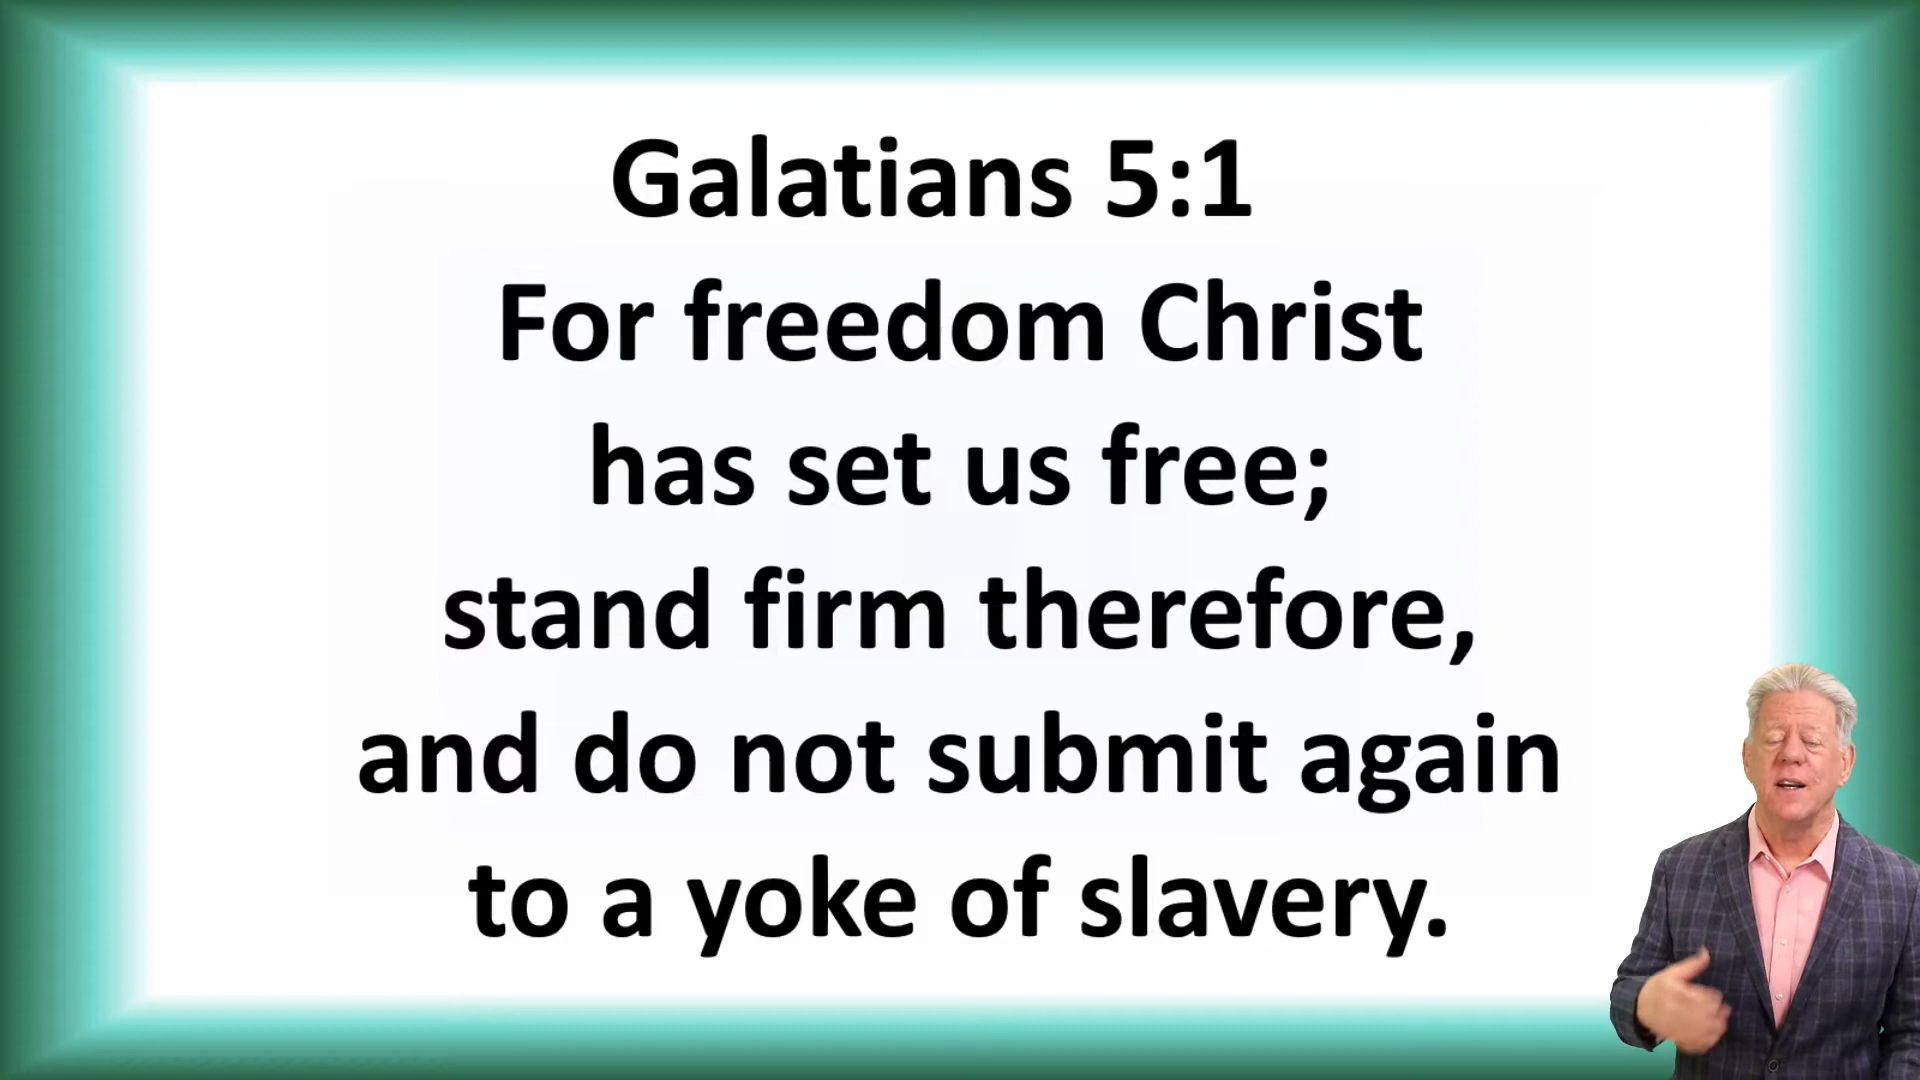 Galatians 5:1
For freedom Christ
has set us free;
stand firm therefore,
and do not submit again
to a yoke of slavery.